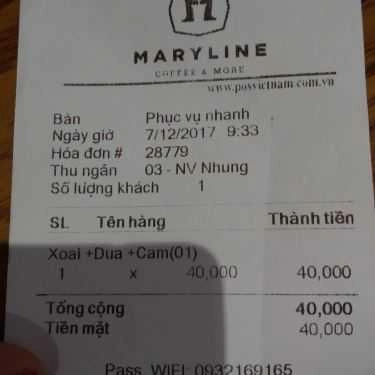 MARYLINE
COFFEE & MORE
www.posvietnam.com.vn
Bàn Phục vụ nhanh
Ngày giờ 7/12/2017 9:33
Hóa đơn # 28779
Thu ngân 03 - NV Nhung
Số lượng khách 1
SL Tên hàng Thành tiền
Xoai +Dua +Cam(01)
1 x 40,000 40,000
Tổng cộng 40,000
Tiền mặt 40,000
Pass WIFI: 0932169165